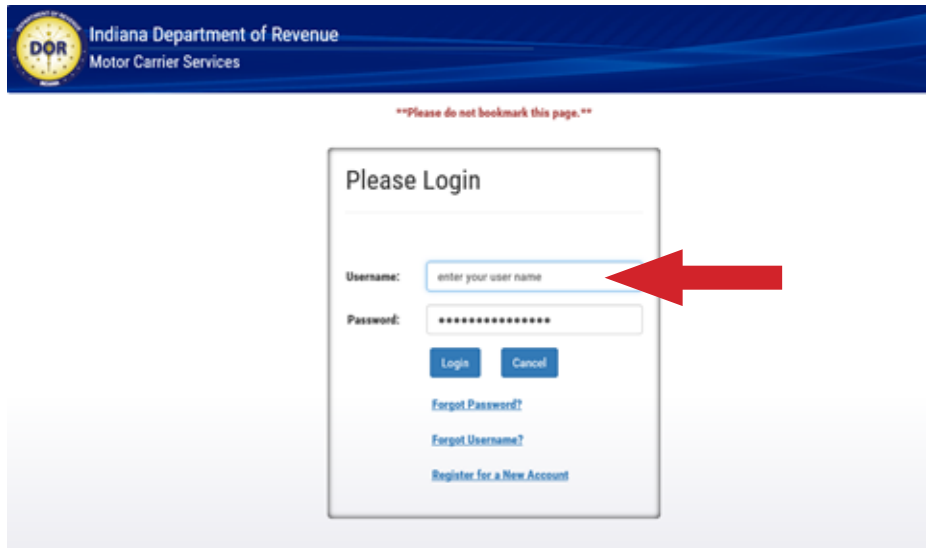 DOR
Indiana Department of Revenue
Motor Carrier Services
**Please do not bookmark this page.**
Please Login
Username: enter your user name
Password: ***************
Login Cancel
Forgot Password?
Forgot Username?
Register for a New Account